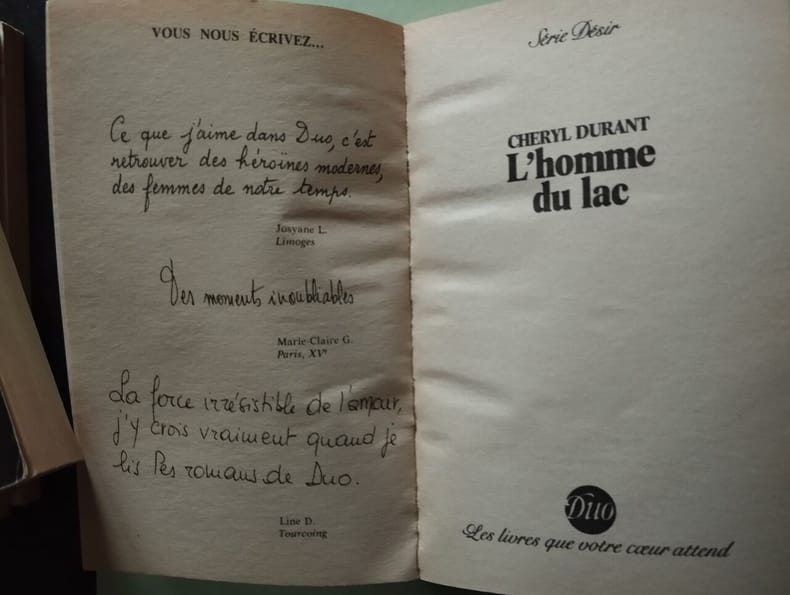 VOUS NOUS ÉCRIVEZ...
Ce que j'aime dans Duo, c'est
retrouver des héroïnes modernes,
des femmes de notre temps.
Josyane L.
Limoges
Des moments inoubliables
Marie-Claire G.
Paris, XVe
La force irrésistible de l'amour,
j'y crois vraiment quand je
lis les romans de Duo.
Line D.
Tourcoing
Série Désir
CHERYL DURANT
L'homme
du lac
Duo
Les livres que votre cœur attend